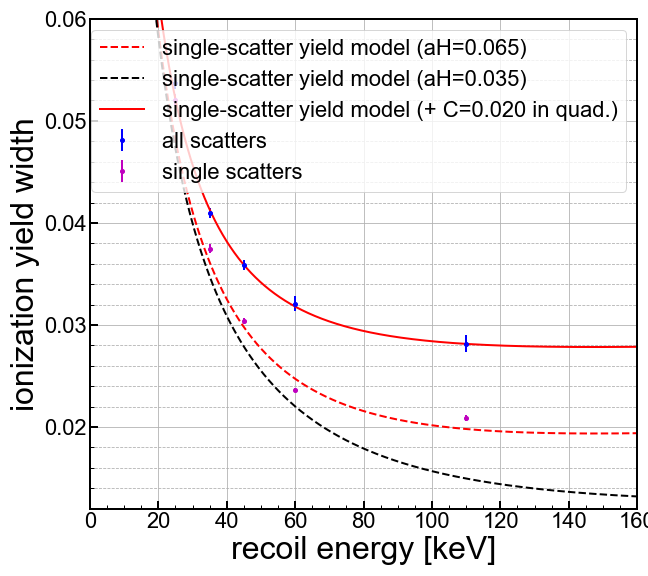 0.06
0.05
0.04
0.03
0.02
ionization yield width
single-scatter yield model (aH=0.065)
single-scatter yield model (aH=0.035)
single-scatter yield model (+ C=0.020 in quad.)
all scatters
single scatters
0 20 40 60 80 100 120 140 160
recoil energy [keV]